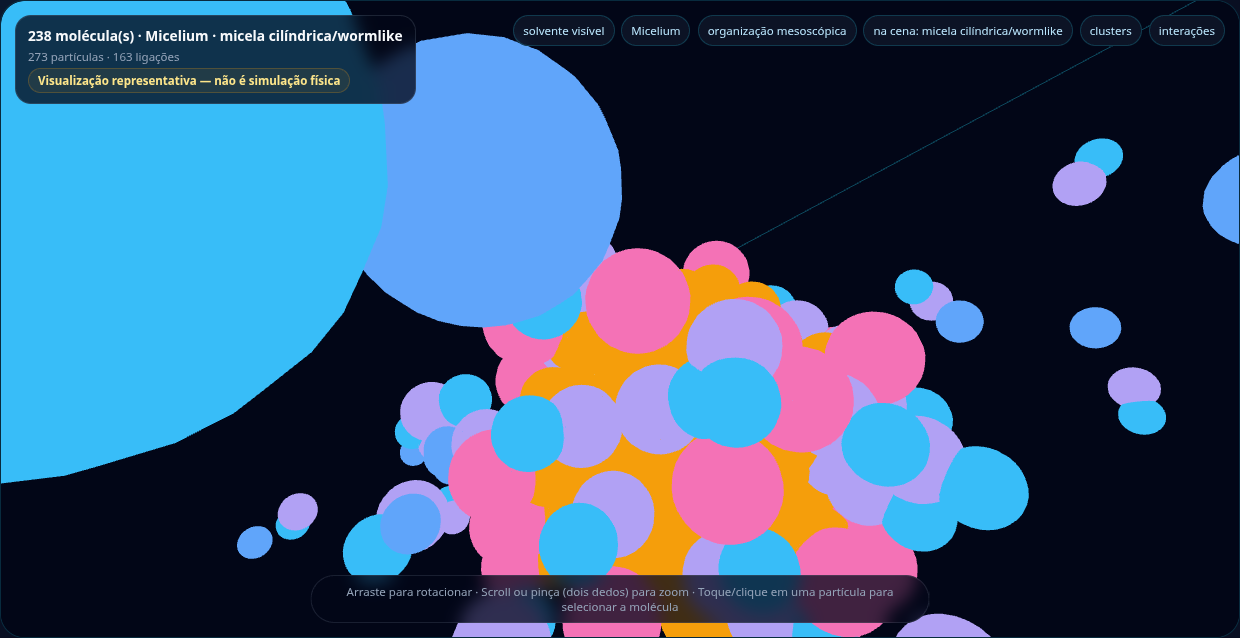 238 molécula(s) · Micelium · micela cilíndrica/wormlike
273 partículas · 163 ligações
Visualização representativa — não é simulação física
solvente visível
Micelium
organização mesoscópica
na cena: micela cilíndrica/wormlike
clusters
interações
Arraste para rotacionar · Scroll ou pinça (dois dedos) para zoom · Toque/clique em uma partícula para
selecionar a molécula